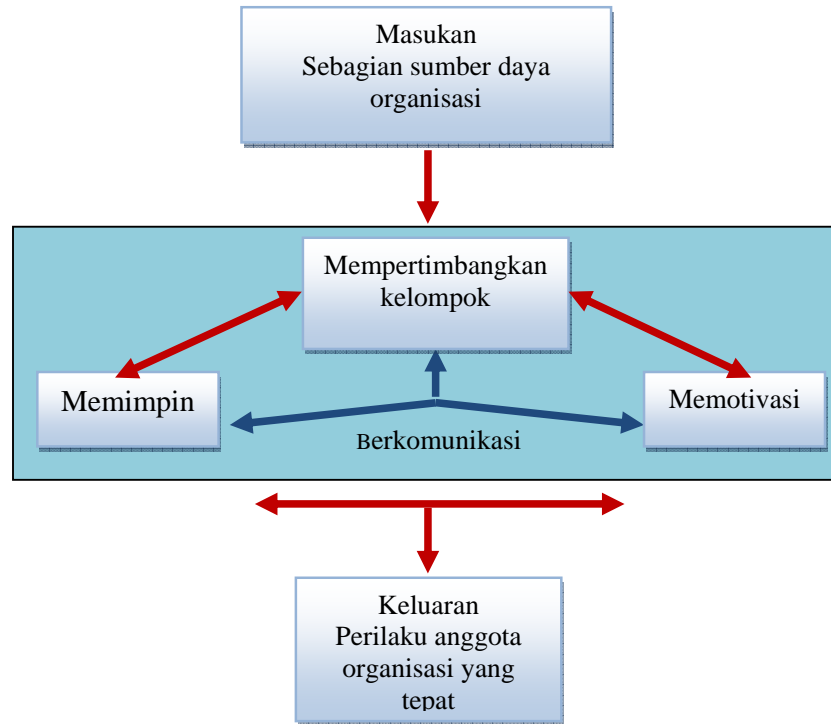 Masukan
Sebagian sumber daya
organisasi
Mempertimbangkan
kelompok
Memimpin
Memotivasi
Berkomunikasi
Keluaran
Perilaku anggota
organisasi yang
tepat